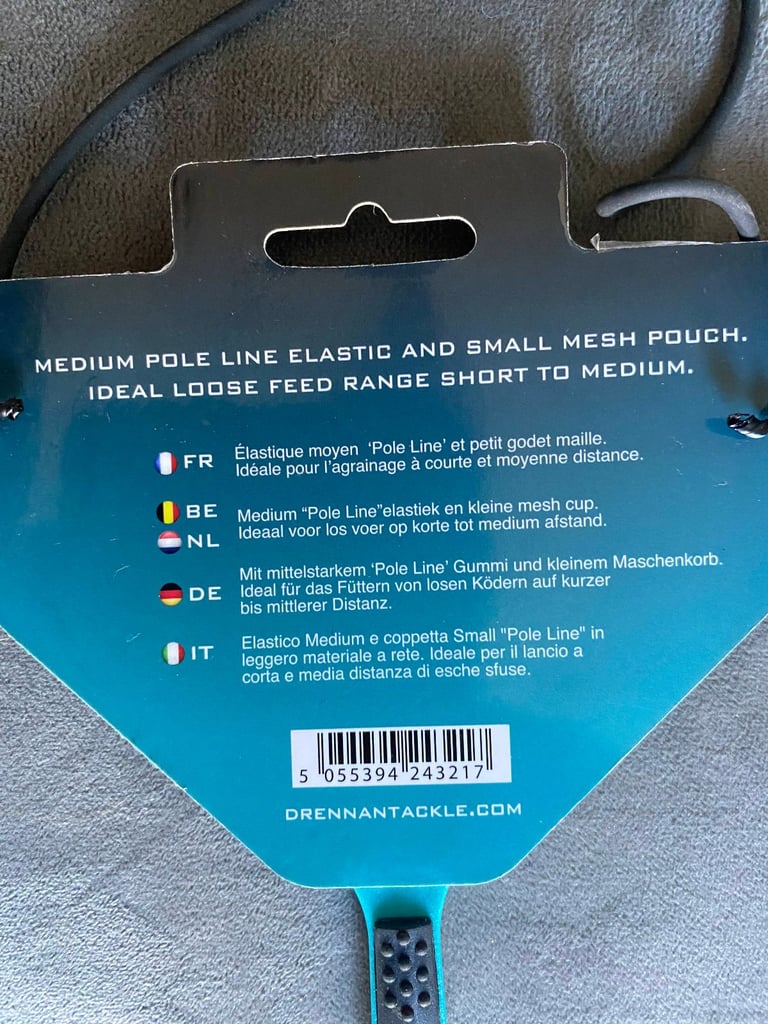 MEDIUM POLE LINE ELASTIC AND SMALL MESH POUCH.
IDEAL LOOSE FEED RANGE SHORT TO MEDIUM.
FR
Élastique moyen 'Pole Line' et petit godet maille.
Idéale pour l'agrainage à courte et moyenne distance.
BE
NL
Medium "Pole Line"elastiek en kleine mesh cup.
Ideaal voor los voer op korte tot medium afstand.
DE
Mit mittelstarkem 'Pole Line' Gummi und kleinem Maschenkorb.
Ideal für das Füttern von losen Ködern auf kurzer
bis mittlerer Distanz.
IT
Elastico Medium e coppetta Small "Pole Line" in
leggero materiale a rete. Ideale per il lancio a
corta e media distanza di esche sfuse.
5 055394 243217
DRENNANTACKLE.COM